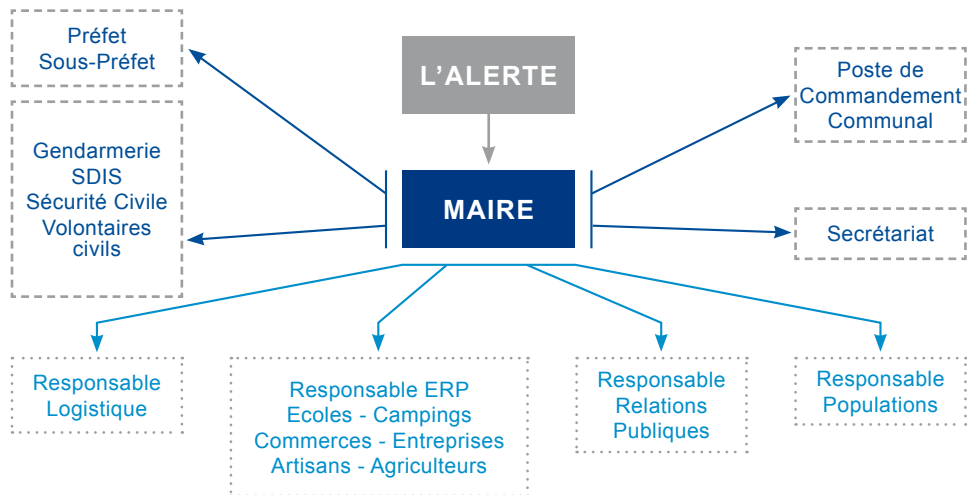 Préfet
Sous-Préfet
L'ALERTE
Poste de
Commandement
Communal
Gendarmerie
SDIS
Sécurité Civile
Volontaires
civils
MAIRE
Secrétariat
Responsable
Logistique
Responsable ERP
Ecoles - Campings
Commerces - Entreprises
Artisans - Agriculteurs
Responsable
Relations
Publiques
Responsable
Populations